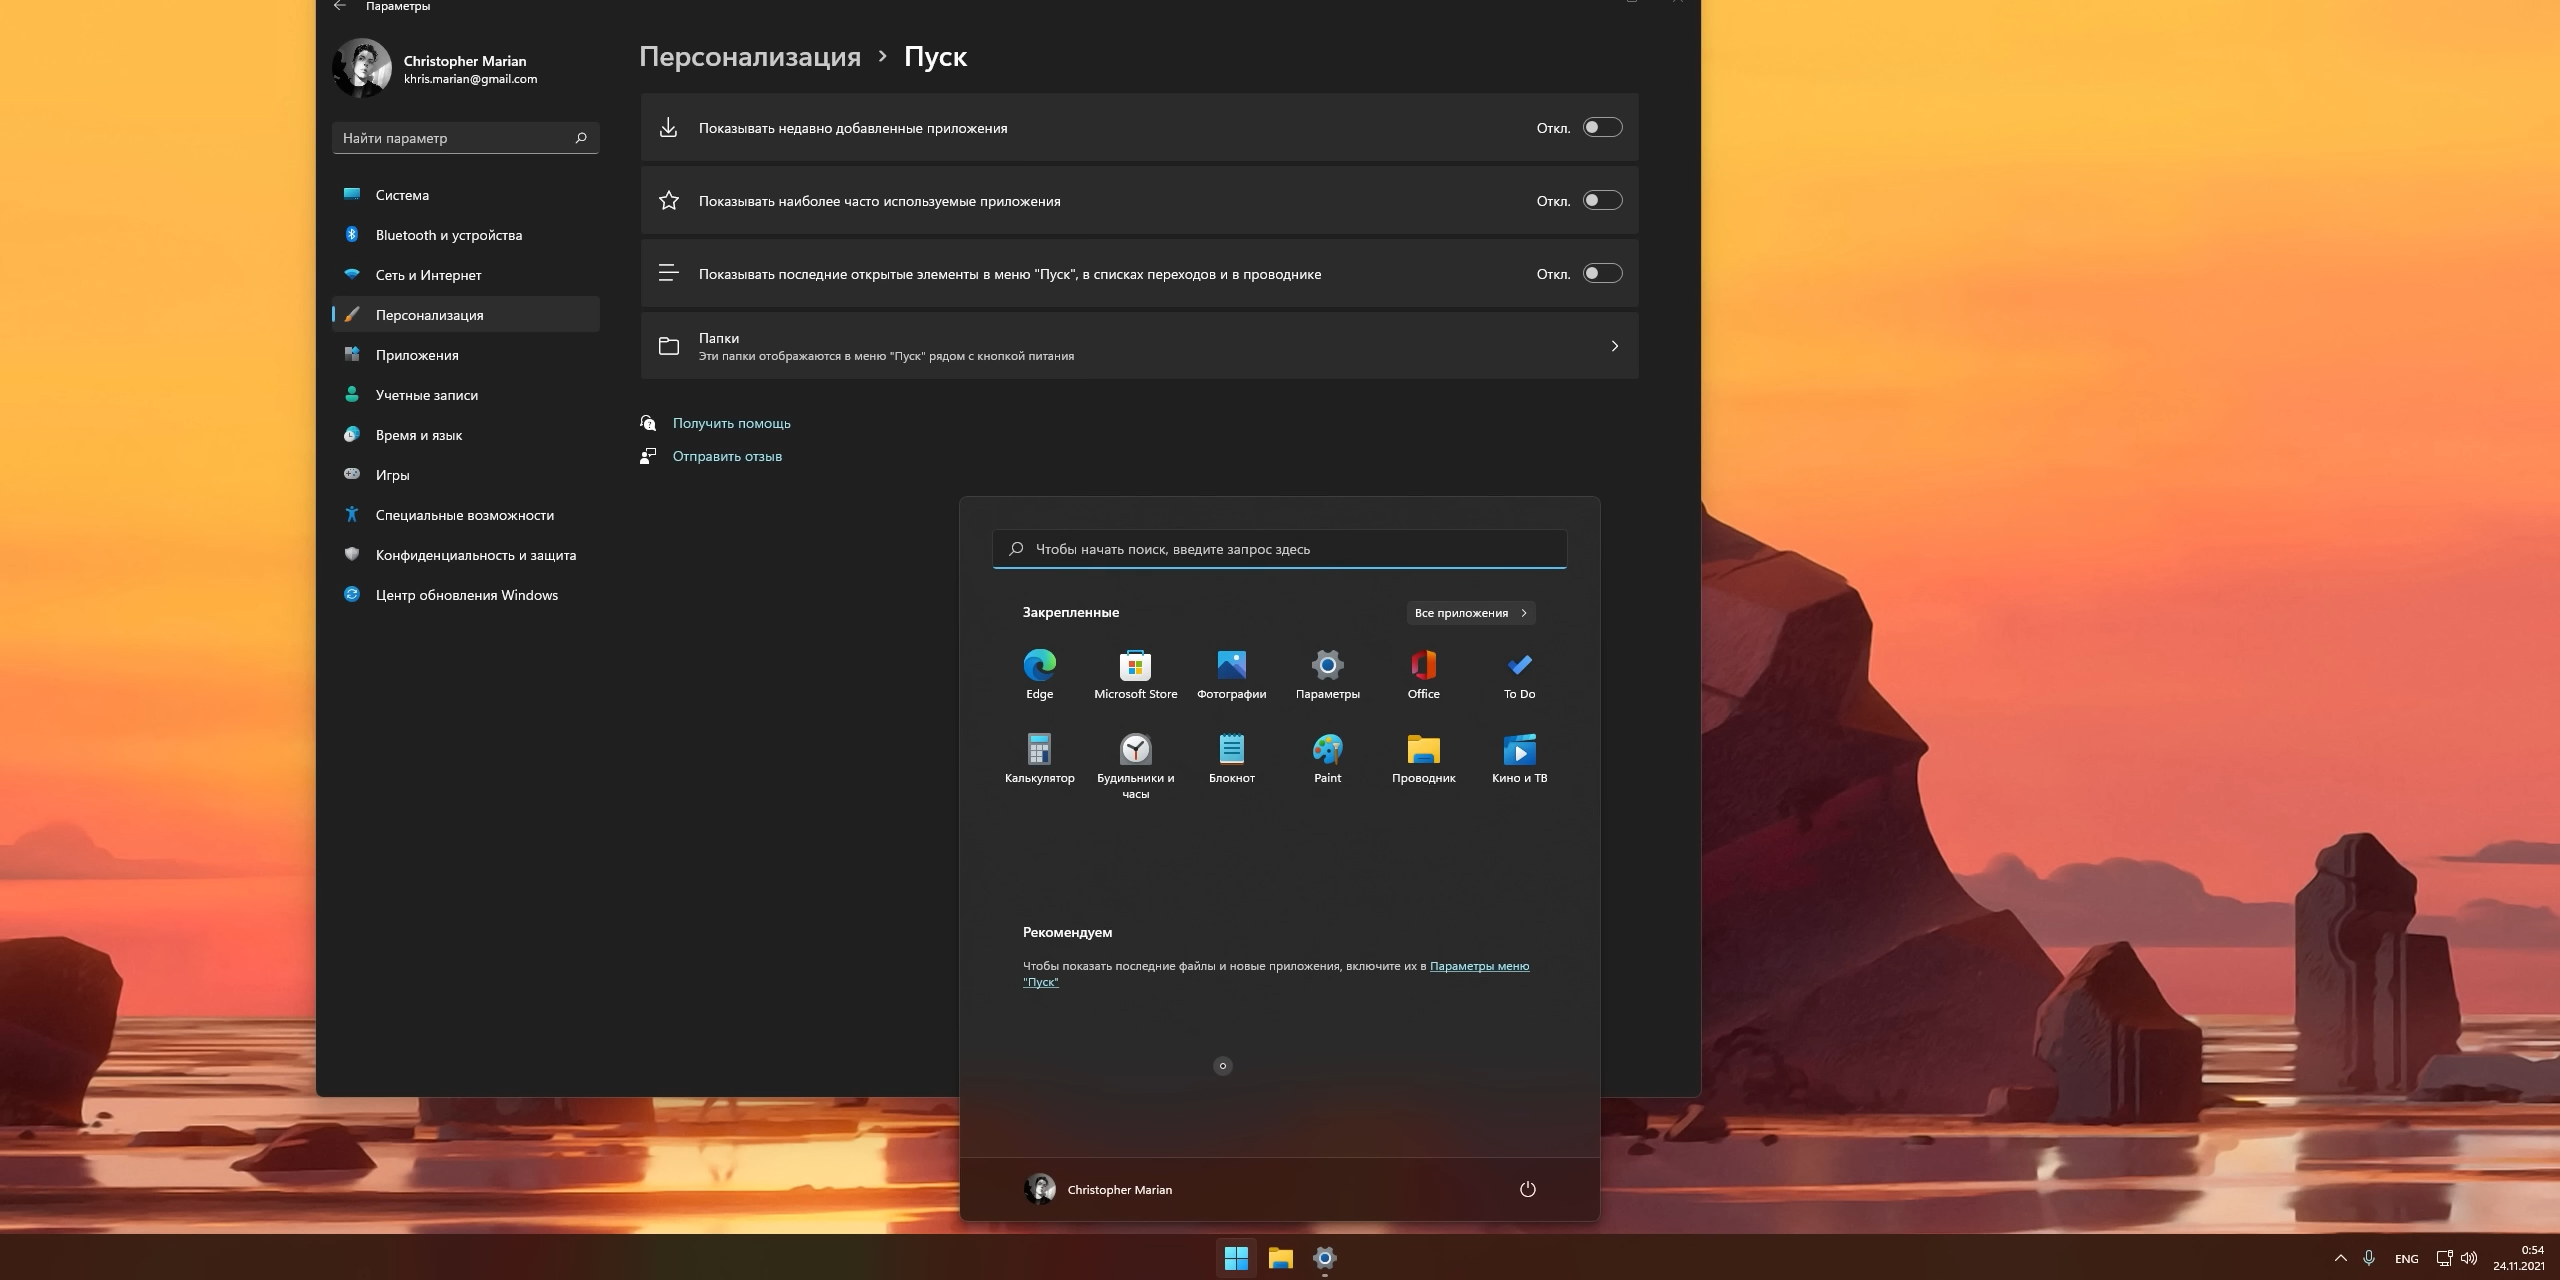 Параметры
Christopher Marian
khris.marian@gmail.com
Найти параметр
Система
Bluetooth и устройства
Сеть и Интернет
Персонализация
Приложения
Учетные записи
Время и язык
Игры
Специальные возможности
Конфиденциальность и защита
Центр обновления Windows
Персонализация › Пуск
Показывать недавно добавленные приложения Откл.
Показывать наиболее часто используемые приложения Откл.
Показывать последние открытые элементы в меню "Пуск", в списках переходов и в проводнике Откл.
Папки
Эти папки отображаются в меню "Пуск" рядом с кнопкой питания
Получить помощь
Отправить отзыв
Чтобы начать поиск, введите запрос здесь
Закрепленные Все приложения
Edge Microsoft Store Фотографии Параметры Office To Do
Калькулятор Будильники и часы Блокнот Paint Проводник Кино и ТВ
Рекомендуем
Чтобы показать последние файлы и новые приложения, включите их в Параметры меню
"Пуск"
Christopher Marian
ENG
0:54
24.11.2021